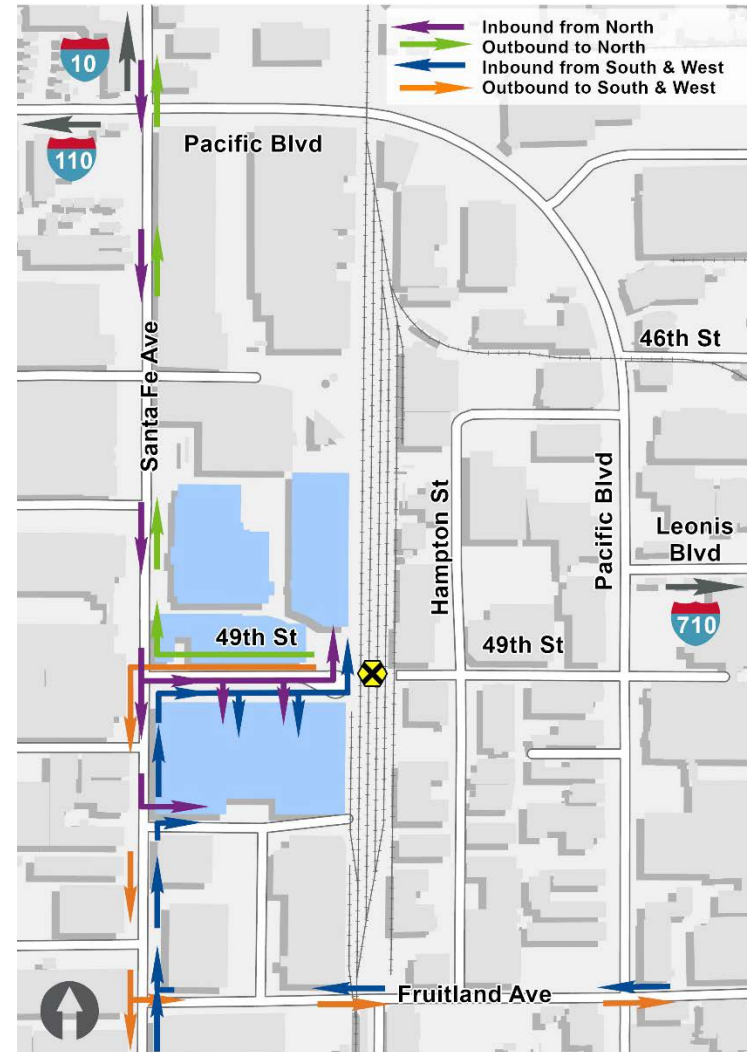 Inbound from North
Outbound to North
Inbound from South & West
Outbound to South & West
10
110
Pacific Blvd
46th St
Santa Fe Ave
Hampton St
Pacific Blvd
Leonis
Blvd
710
49th St
49th St
Fruitland Ave